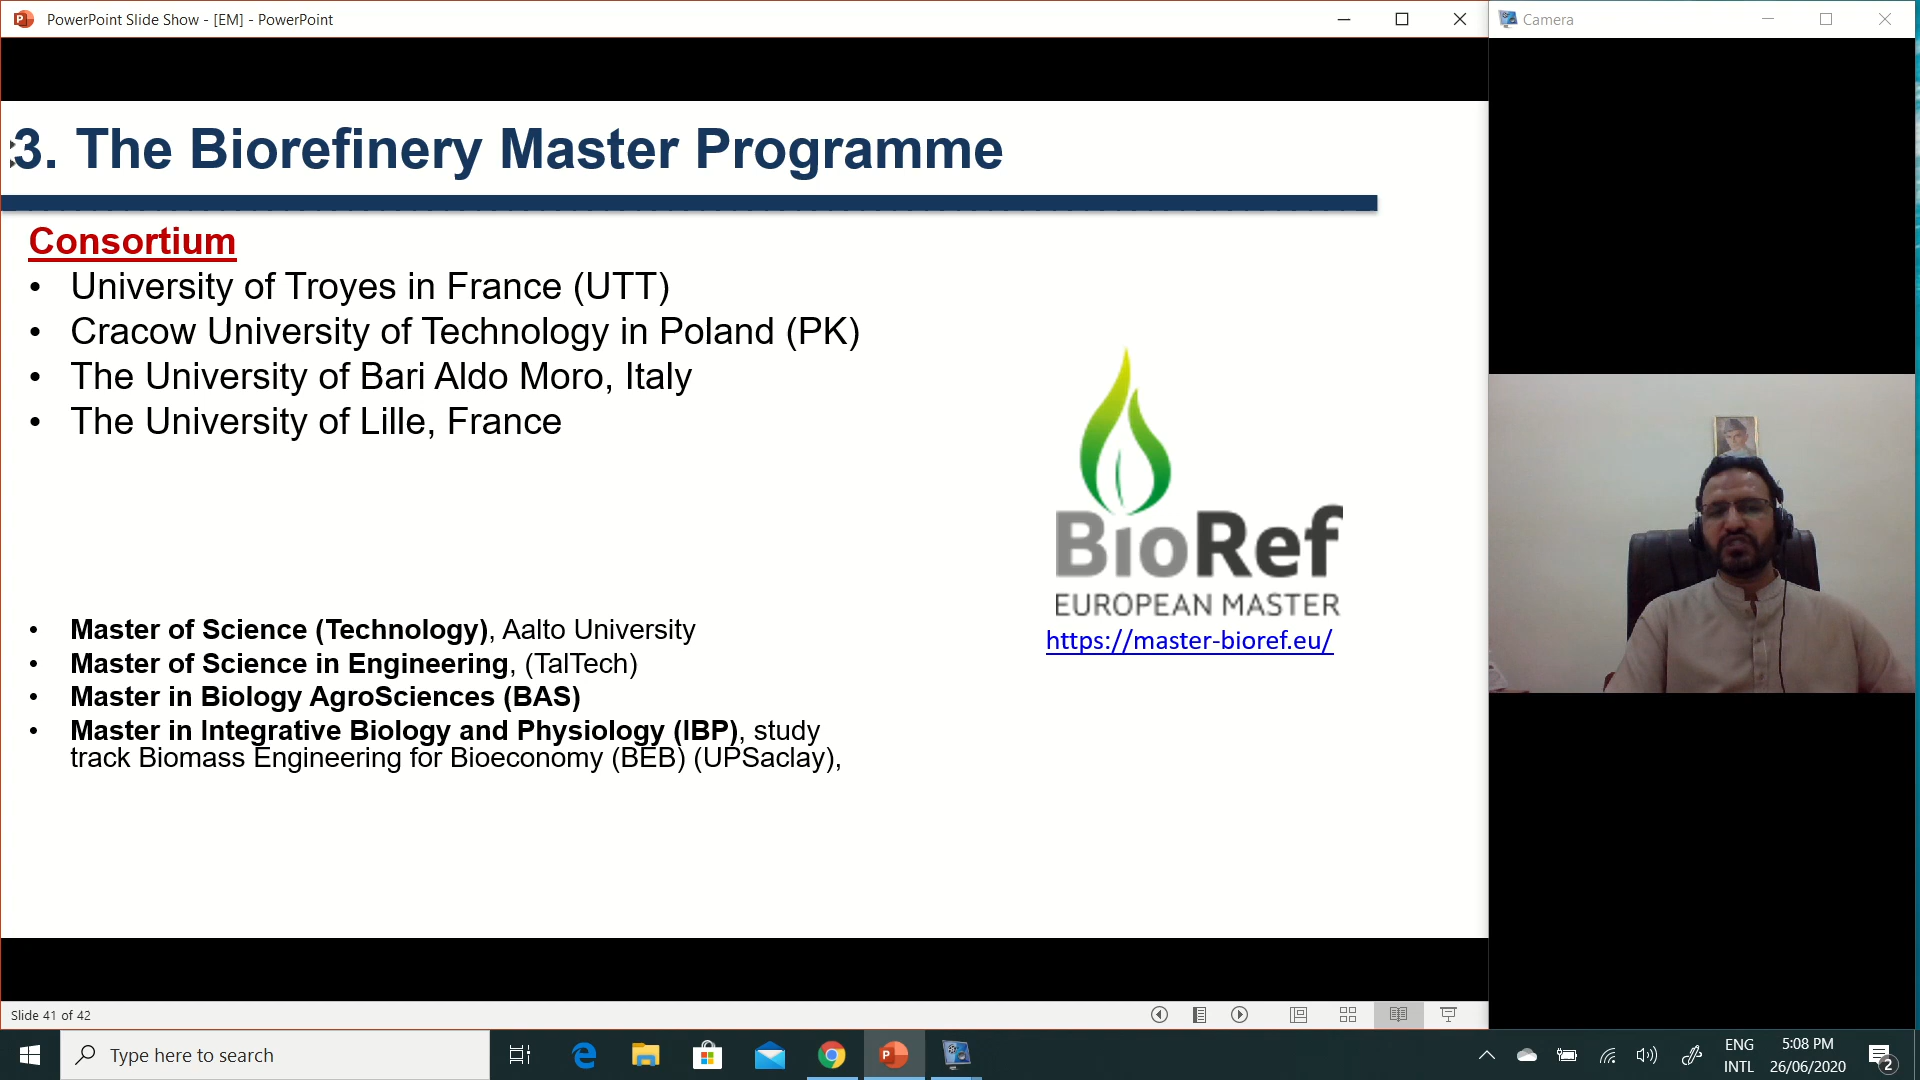 PowerPoint Slide Show - [EM] - PowerPoint
Camera
3. The Biorefinery Master Programme
Consortium
• University of Troyes in France (UTT)
• Cracow University of Technology in Poland (PK)
• The University of Bari Aldo Moro, Italy
• The University of Lille, France
BioRef
EUROPEAN MASTER
https://master-bioref.eu/
• Master of Science (Technology), Aalto University
• Master of Science in Engineering, (TalTech)
• Master in Biology AgroSciences (BAS)
• Master in Integrative Biology and Physiology (IBP), study
track Biomass Engineering for Bioeconomy (BEB) (UPSaclay),
Slide 41 of 42
Type here to search
ENG
INTL
5:08 PM
26/06/2020
2